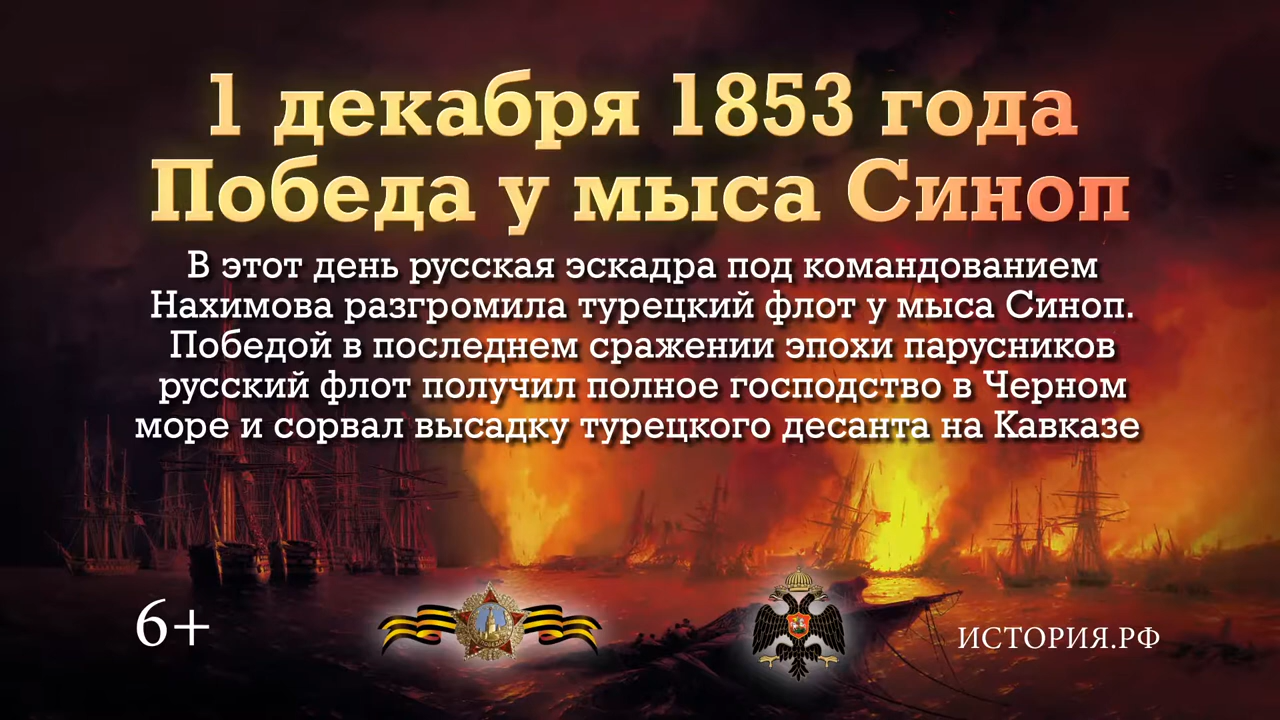 1 декабря 1853 года
Победа у мыса Синоп
В этот день русская эскадра под командованием
Нахимова разгромила турецкий флот у мыса Синоп.
Победой в последнем сражении эпохи парусников
русский флот получил полное господство в Черном
море и сорвал высадку турецкого десанта на Кавказе
6+
ИСТОРИЯ.РФ